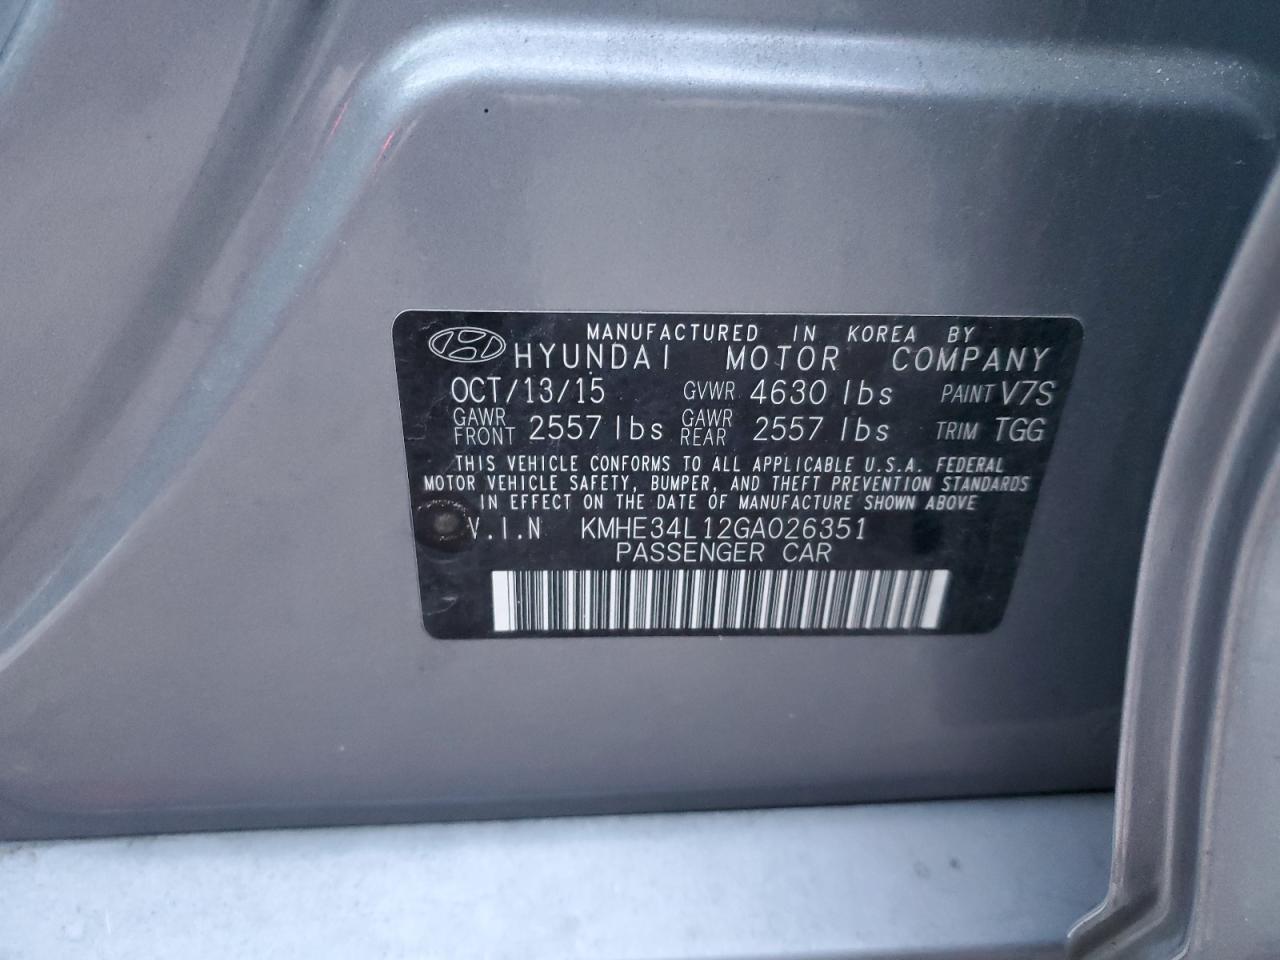 MANUFACTURED IN KOREA BY
HYUNDAI MOTOR COMPANY
OCT/13/15 GVWR 4630 lbs PAINT V7S
GAWR FRONT 2557 lbs GAWR REAR 2557 lbs TRIM TGG
THIS VEHICLE CONFORMS TO ALL APPLICABLE U.S.A. FEDERAL
MOTOR VEHICLE SAFETY, BUMPER, AND THEFT PREVENTION STANDARDS
IN EFFECT ON THE DATE OF MANUFACTURE SHOWN ABOVE
V.I.N KMHE34L12GA026351
PASSENGER CAR